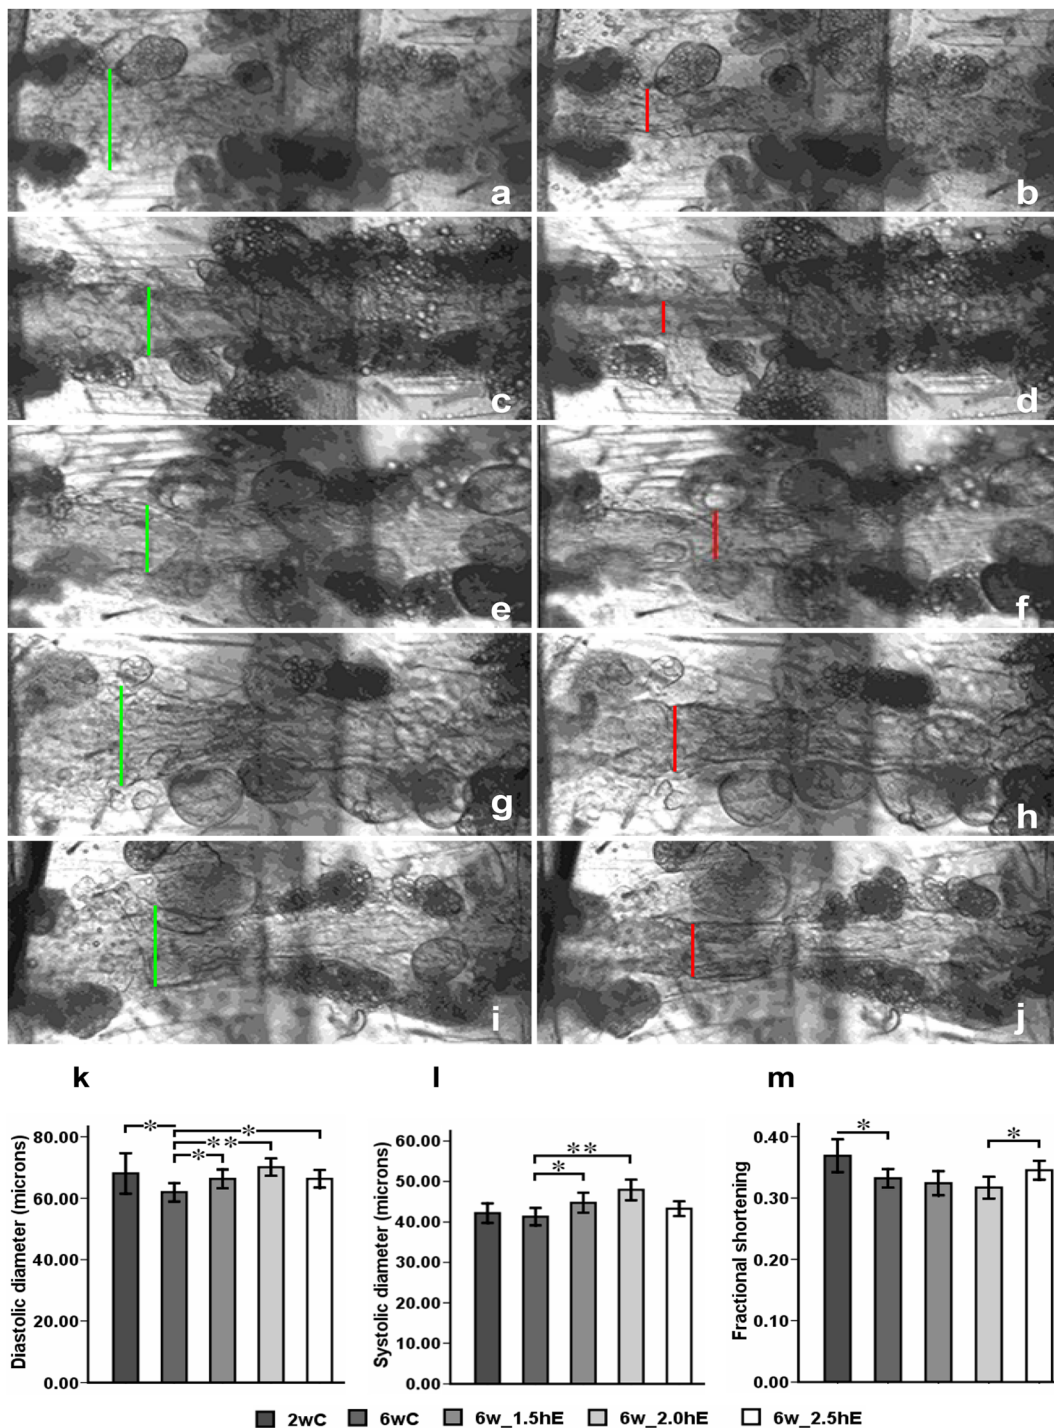 a
b
c
d
e
f
g
h
i
j
k
l
m
Diastolic diameter (microns)
80.00
60.00
40.00
20.00
0.00
*
*
**
*
Systolic diameter (microns)
60.00
50.00
40.00
30.00
20.00
10.00
0.00
**
*
Fractional shortening
0.40
0.30
0.20
0.10
0.00
*
*
2wC 6wC 6w_1.5hE 6w_2.0hE 6w_2.5hE